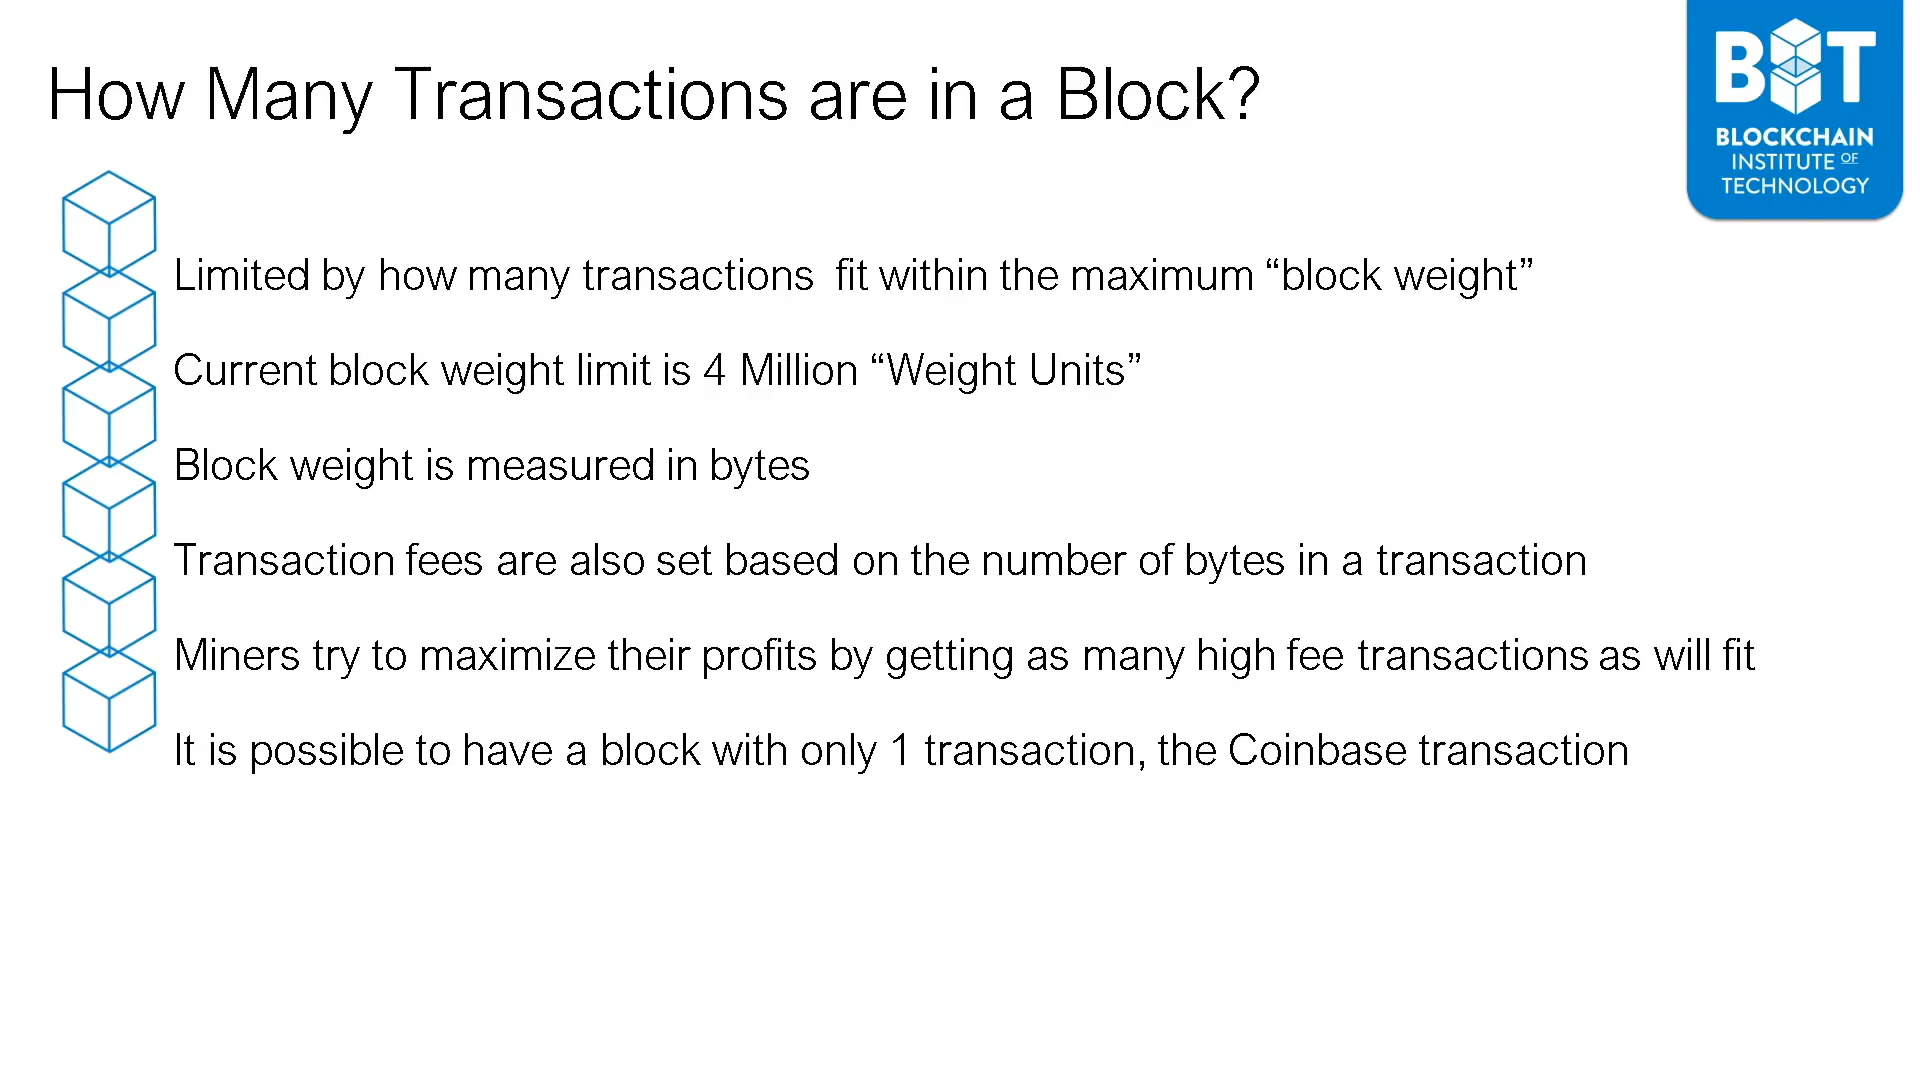 How Many Transactions are in a Block?
BIT
BLOCKCHAIN
INSTITUTE OF
TECHNOLOGY
Limited by how many transactions  fit within the maximum “block weight”
Current block weight limit is 4 Million “Weight Units”
Block weight is measured in bytes
Transaction fees are also set based on the number of bytes in a transaction
Miners try to maximize their profits by getting as many high fee transactions as will fit
It is possible to have a block with only 1 transaction, the Coinbase transaction